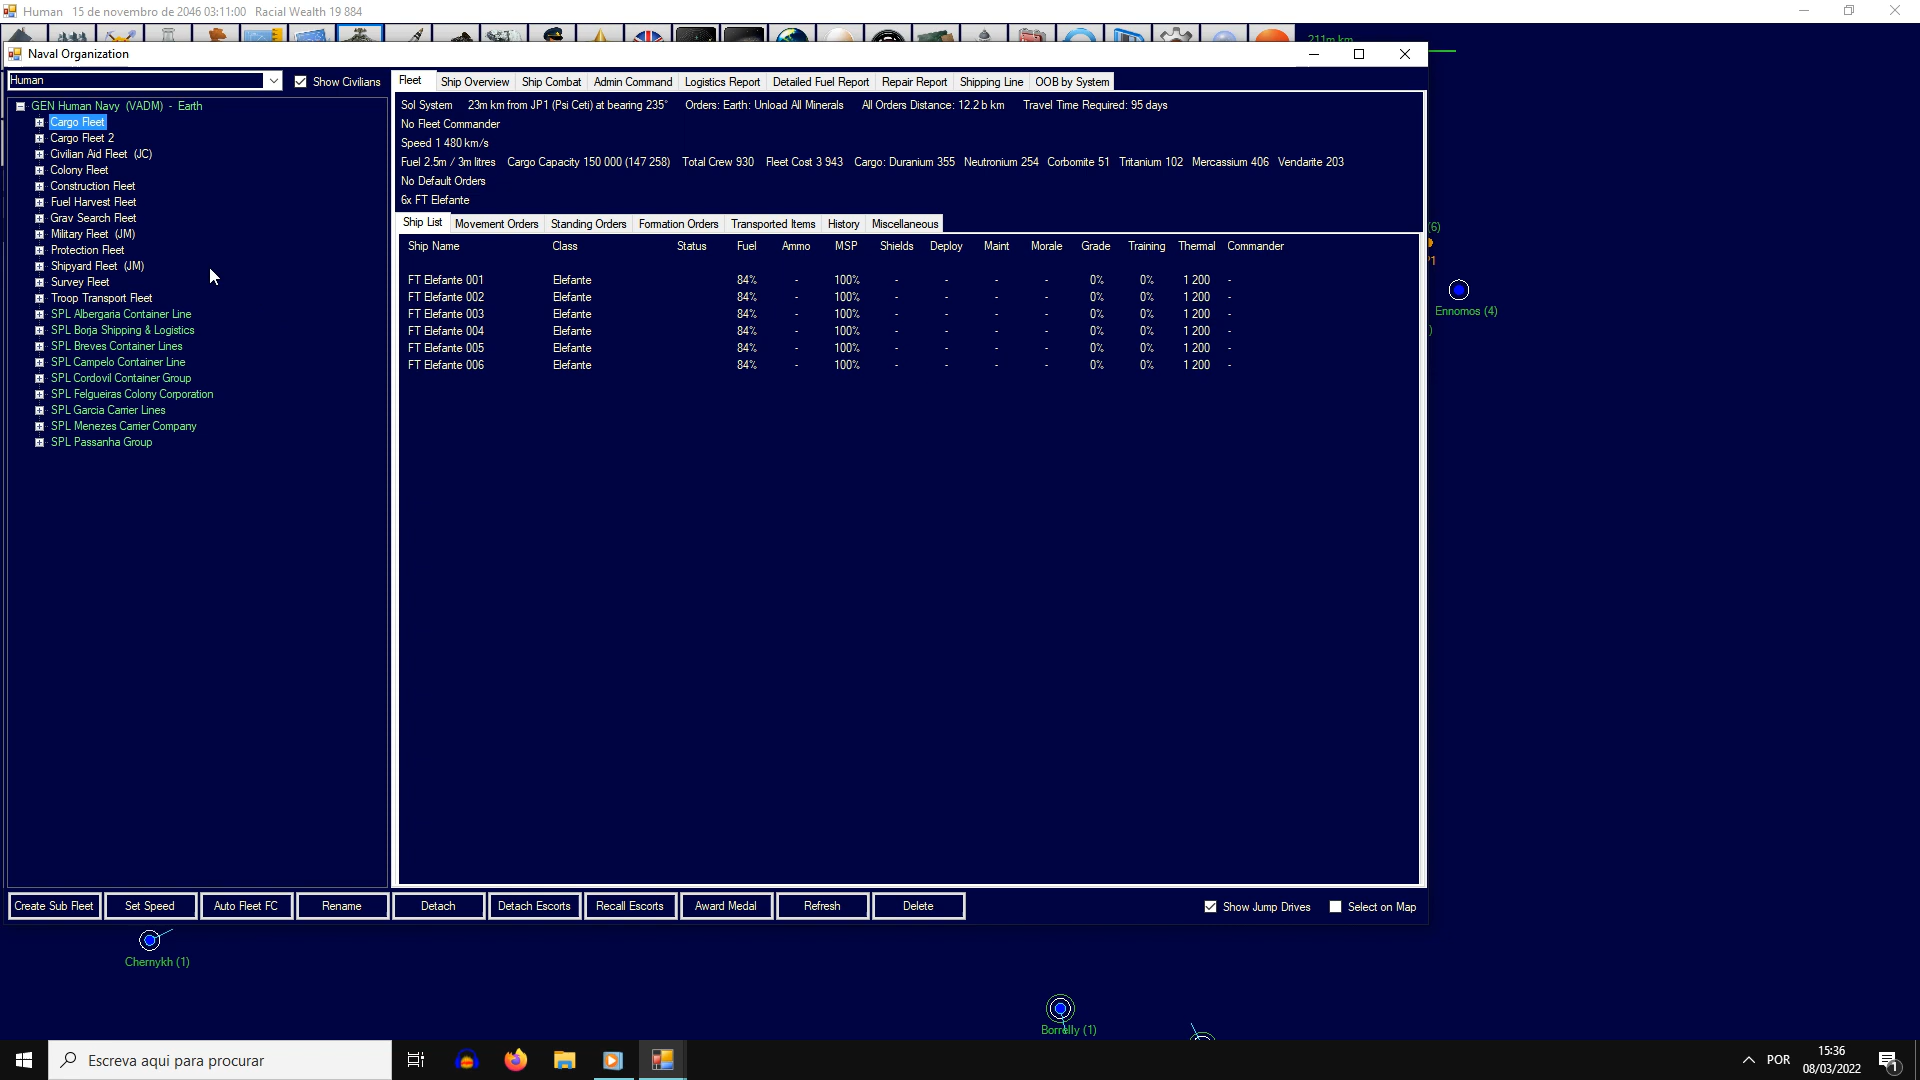 Human 15 de novembro de 2046 03:11:00 Racial Wealth 19 884
Naval Organization
Human
Show Civilians
GEN Human Navy (VADM) - Earth
Cargo Fleet
Cargo Fleet 2
Civilian Aid Fleet (JC)
Colony Fleet
Construction Fleet
Fuel Harvest Fleet
Grav Search Fleet
Military Fleet (JM)
Protection Fleet
Shipyard Fleet (JM)
Survey Fleet
Troop Transport Fleet
SPL Albergaria Container Line
SPL Borja Shipping & Logistics
SPL Breves Container Lines
SPL Campelo Container Line
SPL Cordovil Container Group
SPL Felgueiras Colony Corporation
SPL Garcia Carrier Lines
SPL Menezes Carrier Company
SPL Passanha Group
Fleet Ship Overview Ship Combat Admin Command Logistics Report Detailed Fuel Report Repair Report Shipping Line OOB by System
Sol System 23m km from JP1 (Psi Ceti) at bearing 235° Orders: Earth: Unload All Minerals All Orders Distance: 12.2 b km Travel Time Required: 95 days
No Fleet Commander
Speed 1 480 km/s
Fuel 2.5m / 3m litres Cargo Capacity 150 000 (147 258) Total Crew 930 Fleet Cost 3 943 Cargo: Duranium 355 Neutronium 254 Corbomite 51 Tritanium 102 Mercassium 406 Vendarite 203
No Default Orders
6x FT Elefante
Ship List Movement Orders Standing Orders Formation Orders Transported Items History Miscellaneous
Ship Name Class Status Fuel Ammo MSP Shields Deploy Maint Morale Grade Training Thermal Commander
FT Elefante 001 Elefante 84% - 100% - - - - 0% 0% 1 200 -
FT Elefante 002 Elefante 84% - 100% - - - - 0% 0% 1 200 -
FT Elefante 003 Elefante 84% - 100% - - - - 0% 0% 1 200 -
FT Elefante 004 Elefante 84% - 100% - - - - 0% 0% 1 200 -
FT Elefante 005 Elefante 84% - 100% - - - - 0% 0% 1 200 -
FT Elefante 006 Elefante 84% - 100% - - - - 0% 0% 1 200 -
Create Sub Fleet Set Speed Auto Fleet FC Rename Detach Detach Escorts Recall Escorts Award Medal Refresh Delete
Show Jump Drives Select on Map
211m km
(6)
Ennomos (4)
Chernykh (1)
Borrelly (1)
Escreva aqui para procurar
POR
15:36
08/03/2022
1